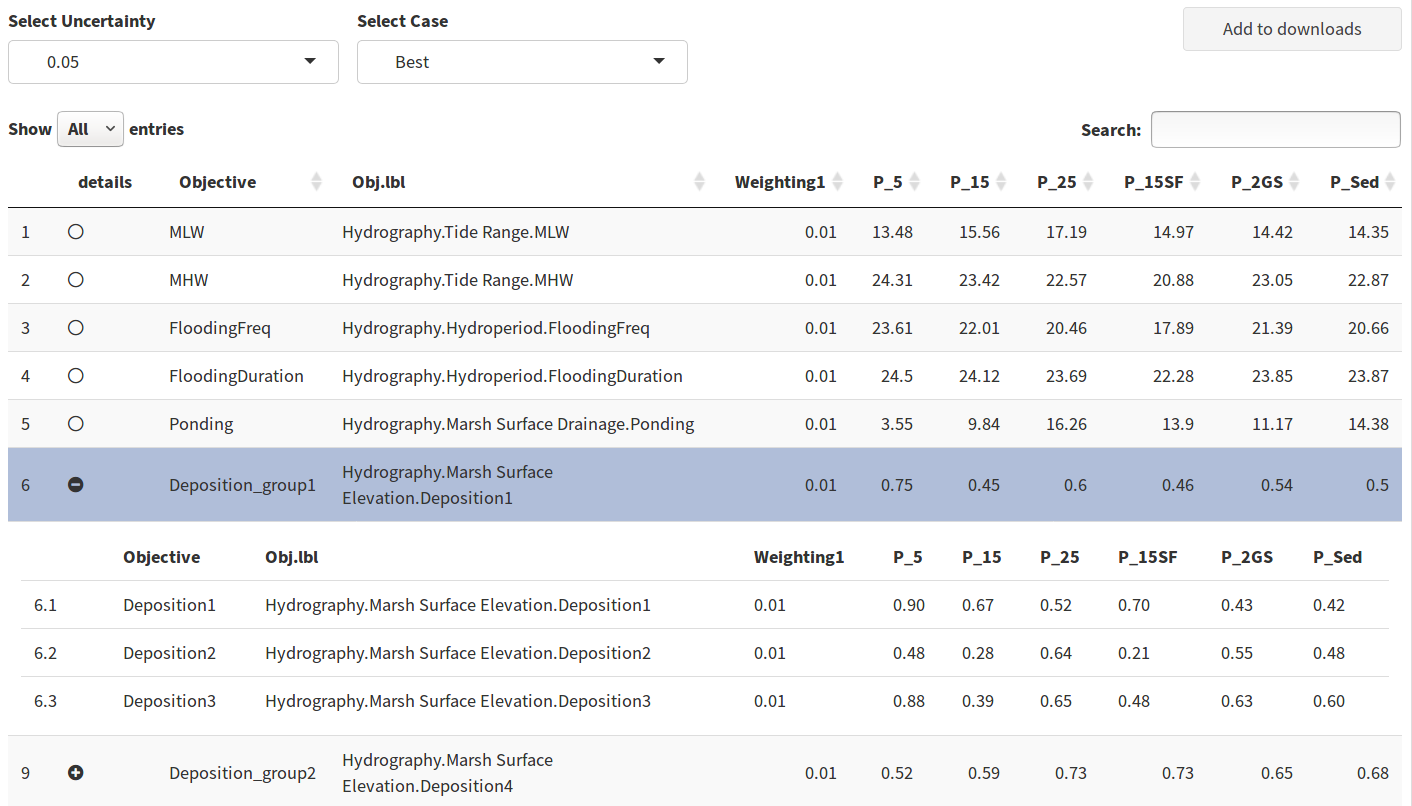 Select Uncertainty Select Case Add to downloads
0.05 Best
Show All entries Search:
details Objective Obj.lbl Weighting1 P_5 P_15 P_25 P_15SF P_2GS P_Sed
1 MLW Hydrography.Tide Range.MLW 0.01 13.48 15.56 17.19 14.97 14.42 14.35
2 MHW Hydrography.Tide Range.MHW 0.01 24.31 23.42 22.57 20.88 23.05 22.87
3 FloodingFreq Hydrography.Hydroperiod.FloodingFreq 0.01 23.61 22.01 20.46 17.89 21.39 20.66
4 FloodingDuration Hydrography.Hydroperiod.FloodingDuration 0.01 24.5 24.12 23.69 22.28 23.85 23.87
5 Ponding Hydrography.Marsh Surface Drainage.Ponding 0.01 3.55 9.84 16.26 13.9 11.17 14.38
Hydrography.Marsh Surface
6 Deposition_group1 0.01 0.75 0.45 0.6 0.46 0.54 0.5
Elevation.Deposition1
Objective Obj.lbl Weighting1 P_5 P_15 P_25 P_15SF P_2GS P_Sed
6.1 Deposition1 Hydrography.Marsh Surface Elevation.Deposition1 0.01 0.90 0.67 0.52 0.70 0.43 0.42
6.2 Deposition2 Hydrography.Marsh Surface Elevation.Deposition2 0.01 0.48 0.28 0.64 0.21 0.55 0.48
6.3 Deposition3 Hydrography.Marsh Surface Elevation.Deposition3 0.01 0.88 0.39 0.65 0.48 0.63 0.60
Hydrography.Marsh Surface
9 Deposition_group2 0.01 0.52 0.59 0.73 0.73 0.65 0.68
Elevation.Deposition4